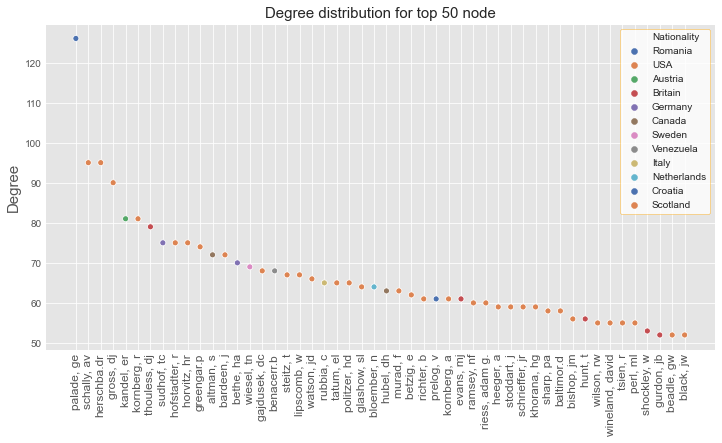 Degree distribution for top 50 node
Degree
120
110
100
90
80
70
60
50
Nationality
Romania
USA
Austria
Britain
Germany
Canada
Sweden
Venezuela
Italy
Netherlands
Croatia
Scotland
palade, ge
schally, av
herschba.dr
gross, dj
kandel, er
kornberg, r
thouless, dj
sudhof, tc
hofstadter, r
horvitz, hr
greengar.p
altman, s
bardeen, j
bethe, ha
wiesel, tn
gajdusek, dc
benacerr.b
steitz, t
lipscomb, w
watson, jd
rubbia, c
tatum, el
politzer, hd
glashow, sl
bloember, n
hubel, dh
murad, f
betzig, e
richter, b
prelog, v
kornberg, a
evans, mj
ramsey, nf
riess, adam g.
heeger, a
stoddart, j
schrieffer, jr
khorana, hg
sharp, pa
baltimor.d
bishop, jm
hunt, t
wilson, rw
wineland, david
tsien, r
perl, ml
shockley, w
gurdon, jb
beadle, gw
black, jw